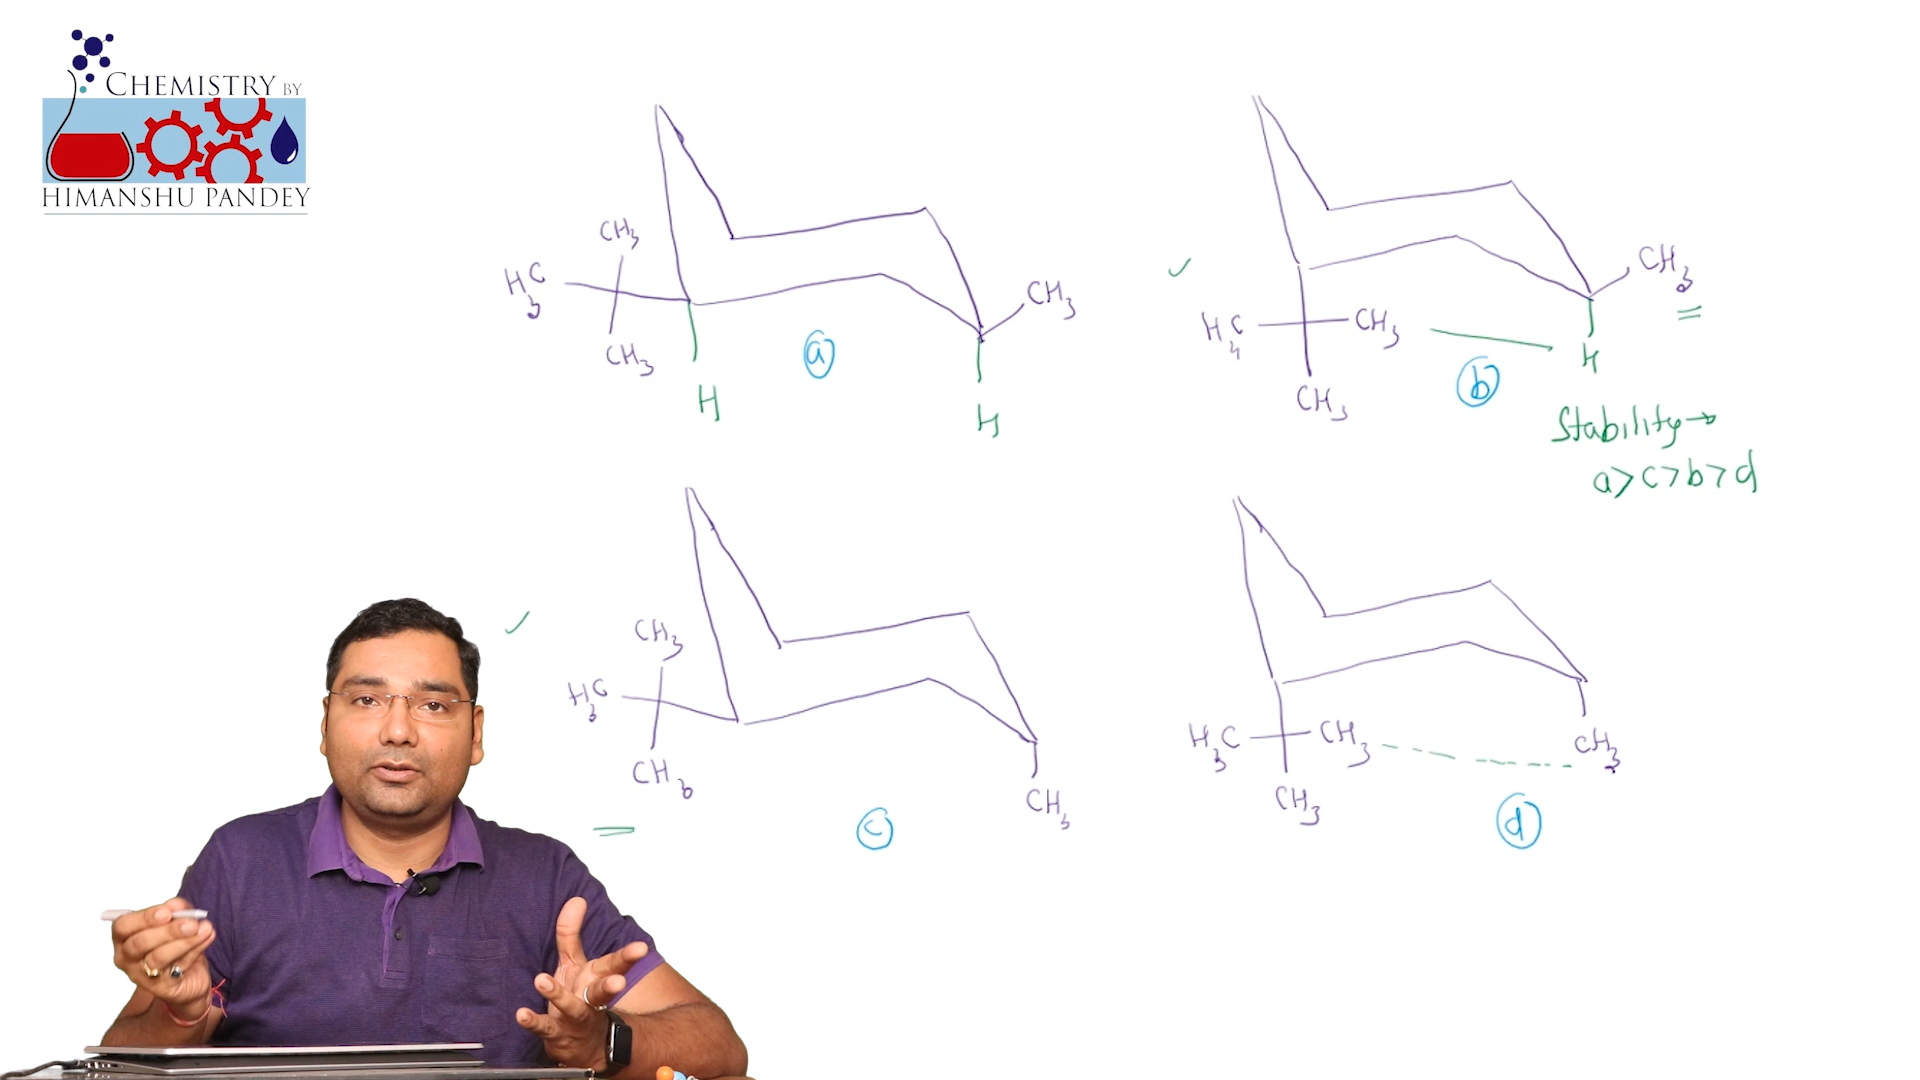 CHEMISTRY BY
HIMANSHU PANDEY
CH3
H3C
CH3
H
CH3
H
a
H3C
CH3
CH3
CH3
H
b
Stability →
a > c > b > d
CH3
H3C
CH3
CH3
c
H3C
CH3
CH3
CH3
d